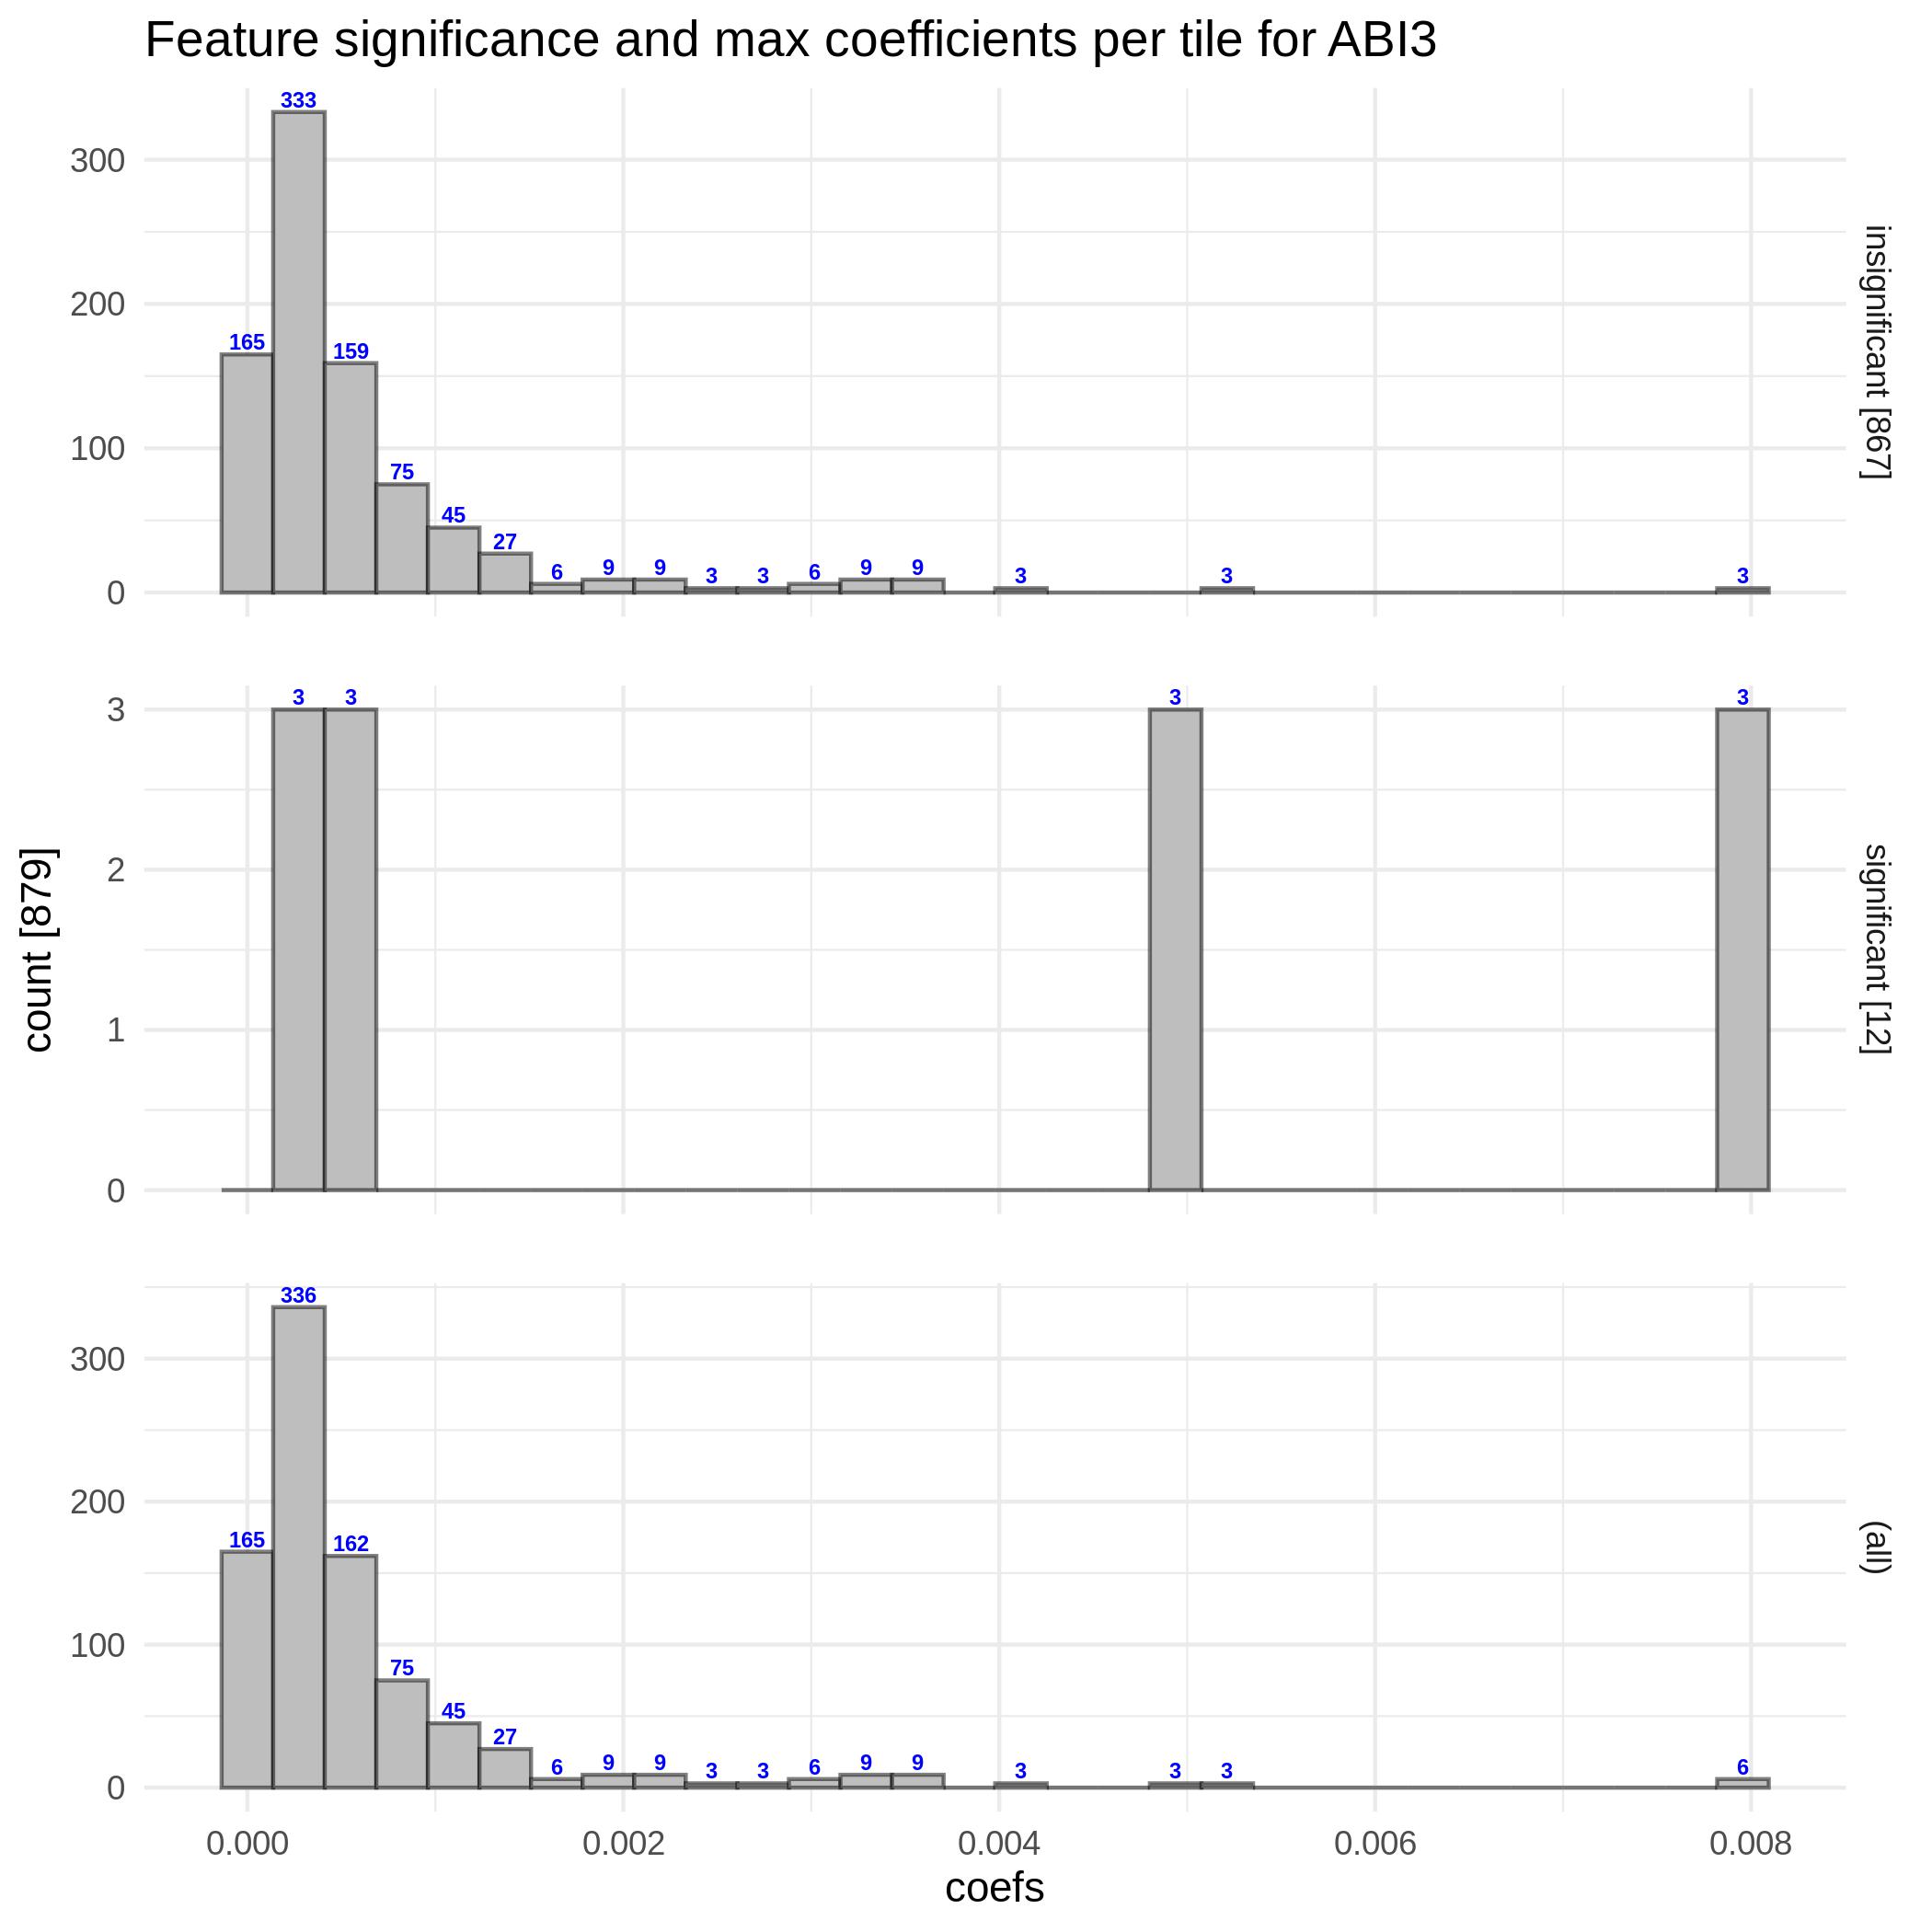 Feature significance and max coefficients per tile for ABI3
333
300
insignificant [867]
200
165
159
100
75
45
27
6 9 9 3 3 6 9 9 3 3 3
0
3 3 3 3
3
count [879]
significant [12]
2
1
0
336
300
(all)
200
165
162
100
75
45
27
6 9 9 3 3 6 9 9 3 3 3 6
0
0.000 0.002 0.004 0.006 0.008
coefs